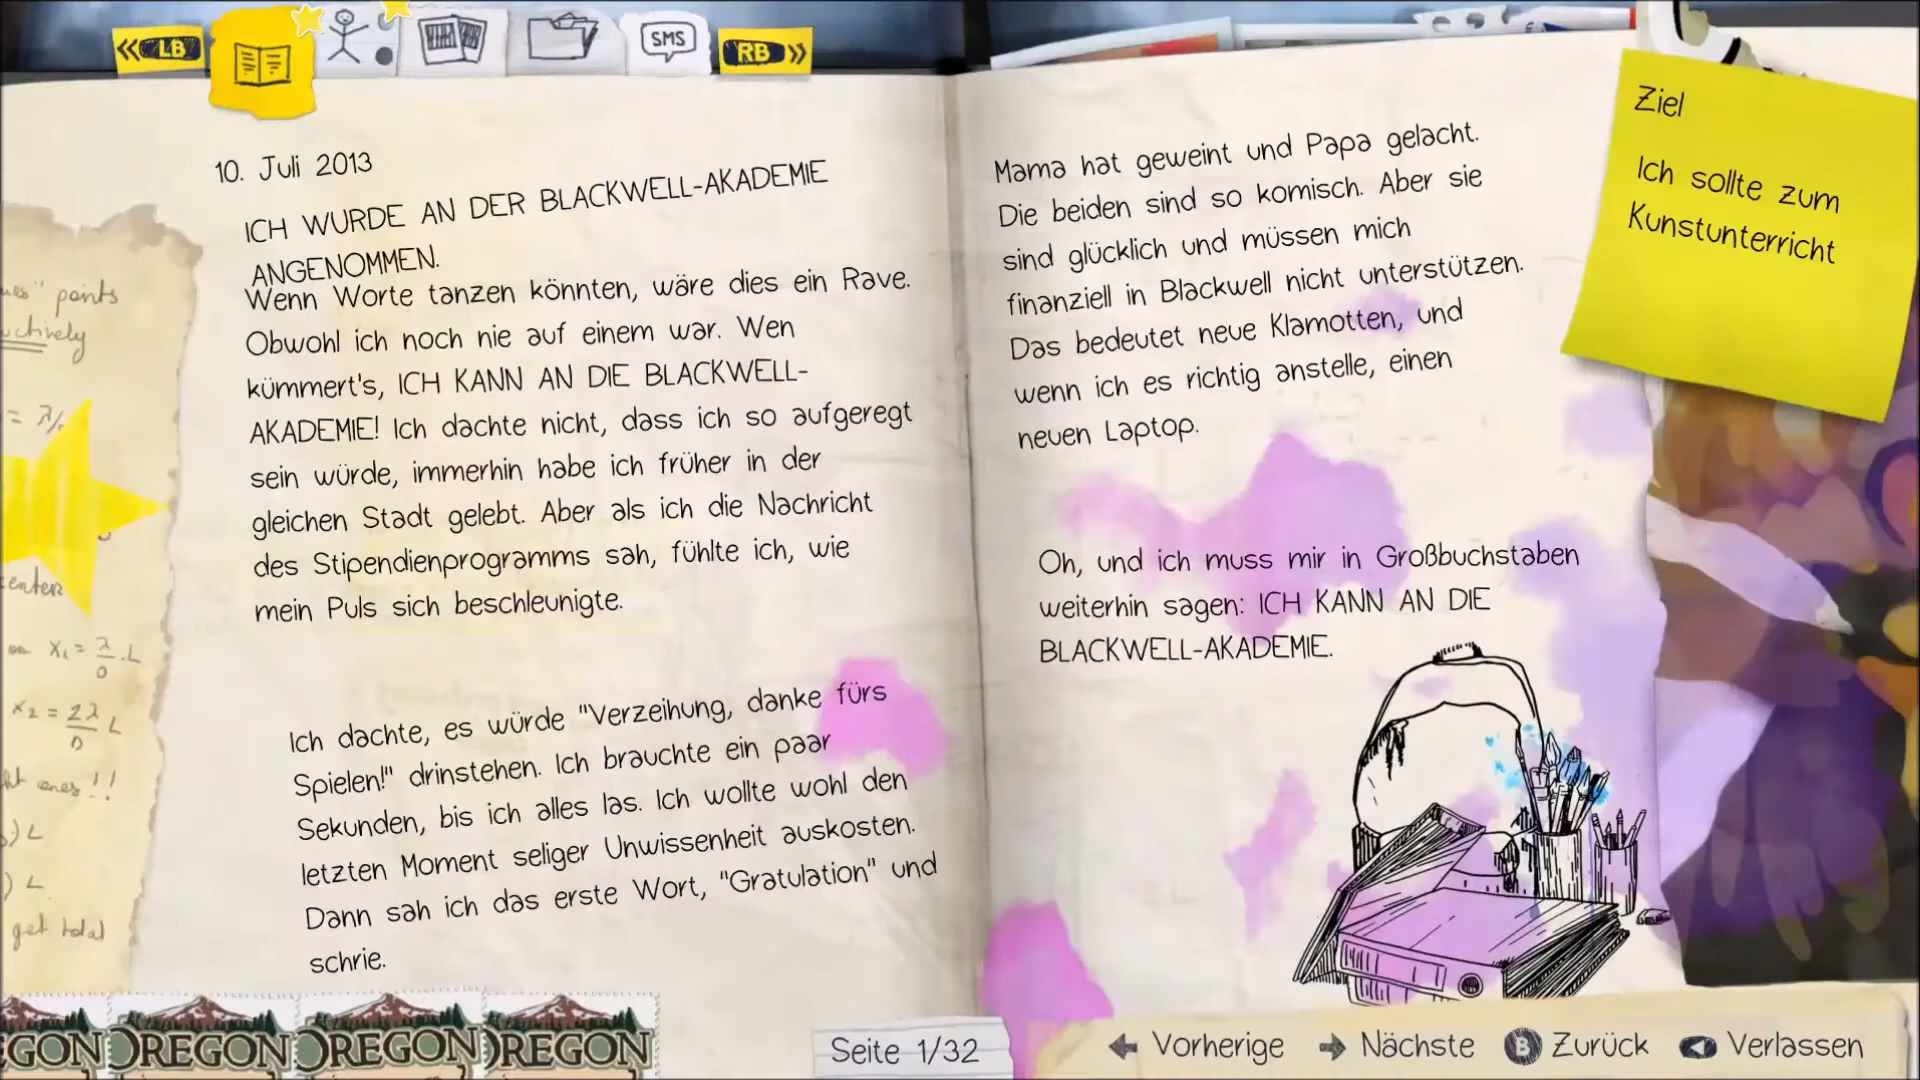 LB
SMS
RB
10. Juli 2013
ICH WURDE AN DER BLACKWELL-AKADEMIE
ANGENOMMEN.
Wenn Worte tanzen könnten, wäre dies ein Rave.
Obwohl ich noch nie auf einem war. Wen
kümmert's, ICH KANN AN DIE BLACKWELL-
AKADEMIE! Ich dachte nicht, dass ich so aufgeregt
sein würde, immerhin habe ich früher in der
gleichen Stadt gelebt. Aber als ich die Nachricht
des Stipendienprogramms sah, fühlte ich, wie
mein Puls sich beschleunigte.
Ich dachte, es würde "Verzeihung, danke fürs
Spielen!" drinstehen. Ich brauchte ein paar
Sekunden, bis ich alles las. Ich wollte wohl den
letzten Moment seliger Unwissenheit auskosten.
Dann sah ich das erste Wort, "Gratulation" und
schrie.
Mama hat geweint und Papa gelacht.
Die beiden sind so komisch. Aber sie
sind glücklich und müssen mich
finanziell in Blackwell nicht unterstützen.
Das bedeutet neue Klamotten, und
wenn ich es richtig anstelle, einen
neuen Laptop.
Oh, und ich muss mir in Großbuchstaben
weiterhin sagen: ICH KANN AN DIE
BLACKWELL-AKADEMIE.
Ziel
Ich sollte zum
Kunstunterricht
points
get total
GON OREGON OREGON OREGON
Seite 1/32
Vorherige
Nächste
B Zurück
Verlassen